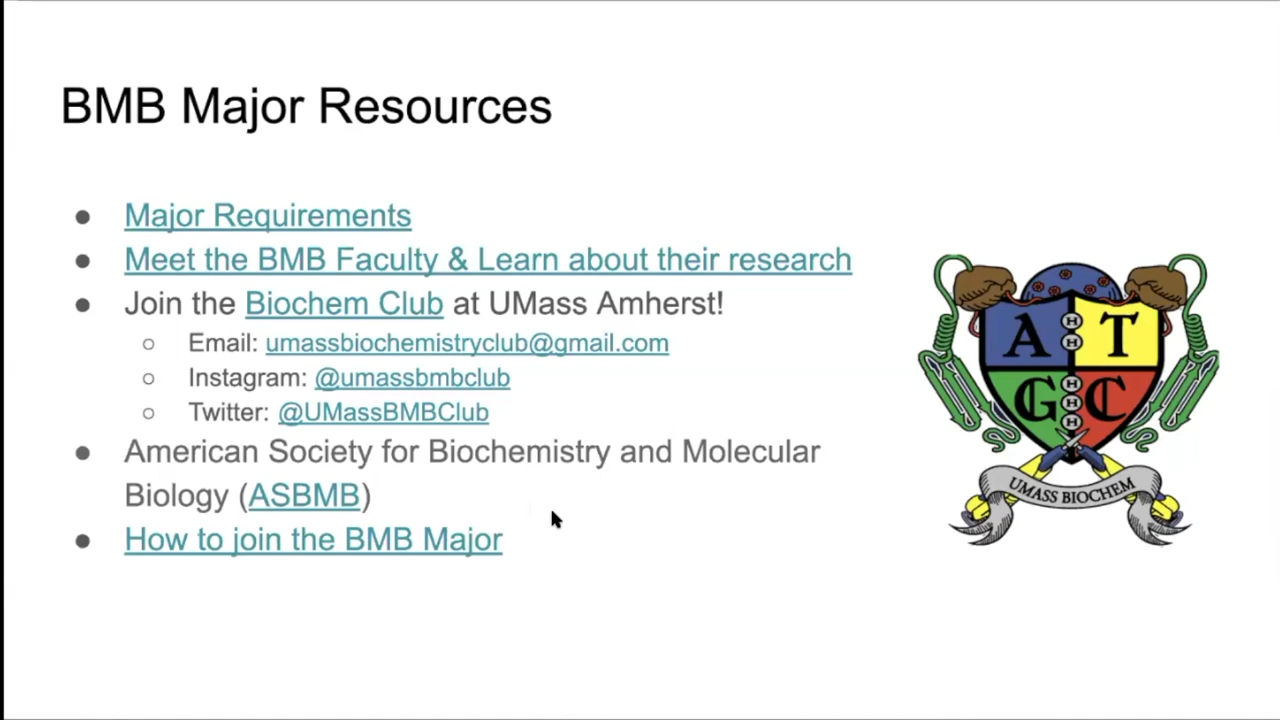 BMB Major Resources
● Major Requirements
● Meet the BMB Faculty & Learn about their research
● Join the Biochem Club at UMass Amherst!
○ Email: umassbiochemistryclub@gmail.com
○ Instagram: @umassbmbclub
○ Twitter: @UMassBMBClub
● American Society for Biochemistry and Molecular
Biology (ASBMB)
● How to join the BMB Major
A H T
H
G H C
H
UMASS BIOCHEM